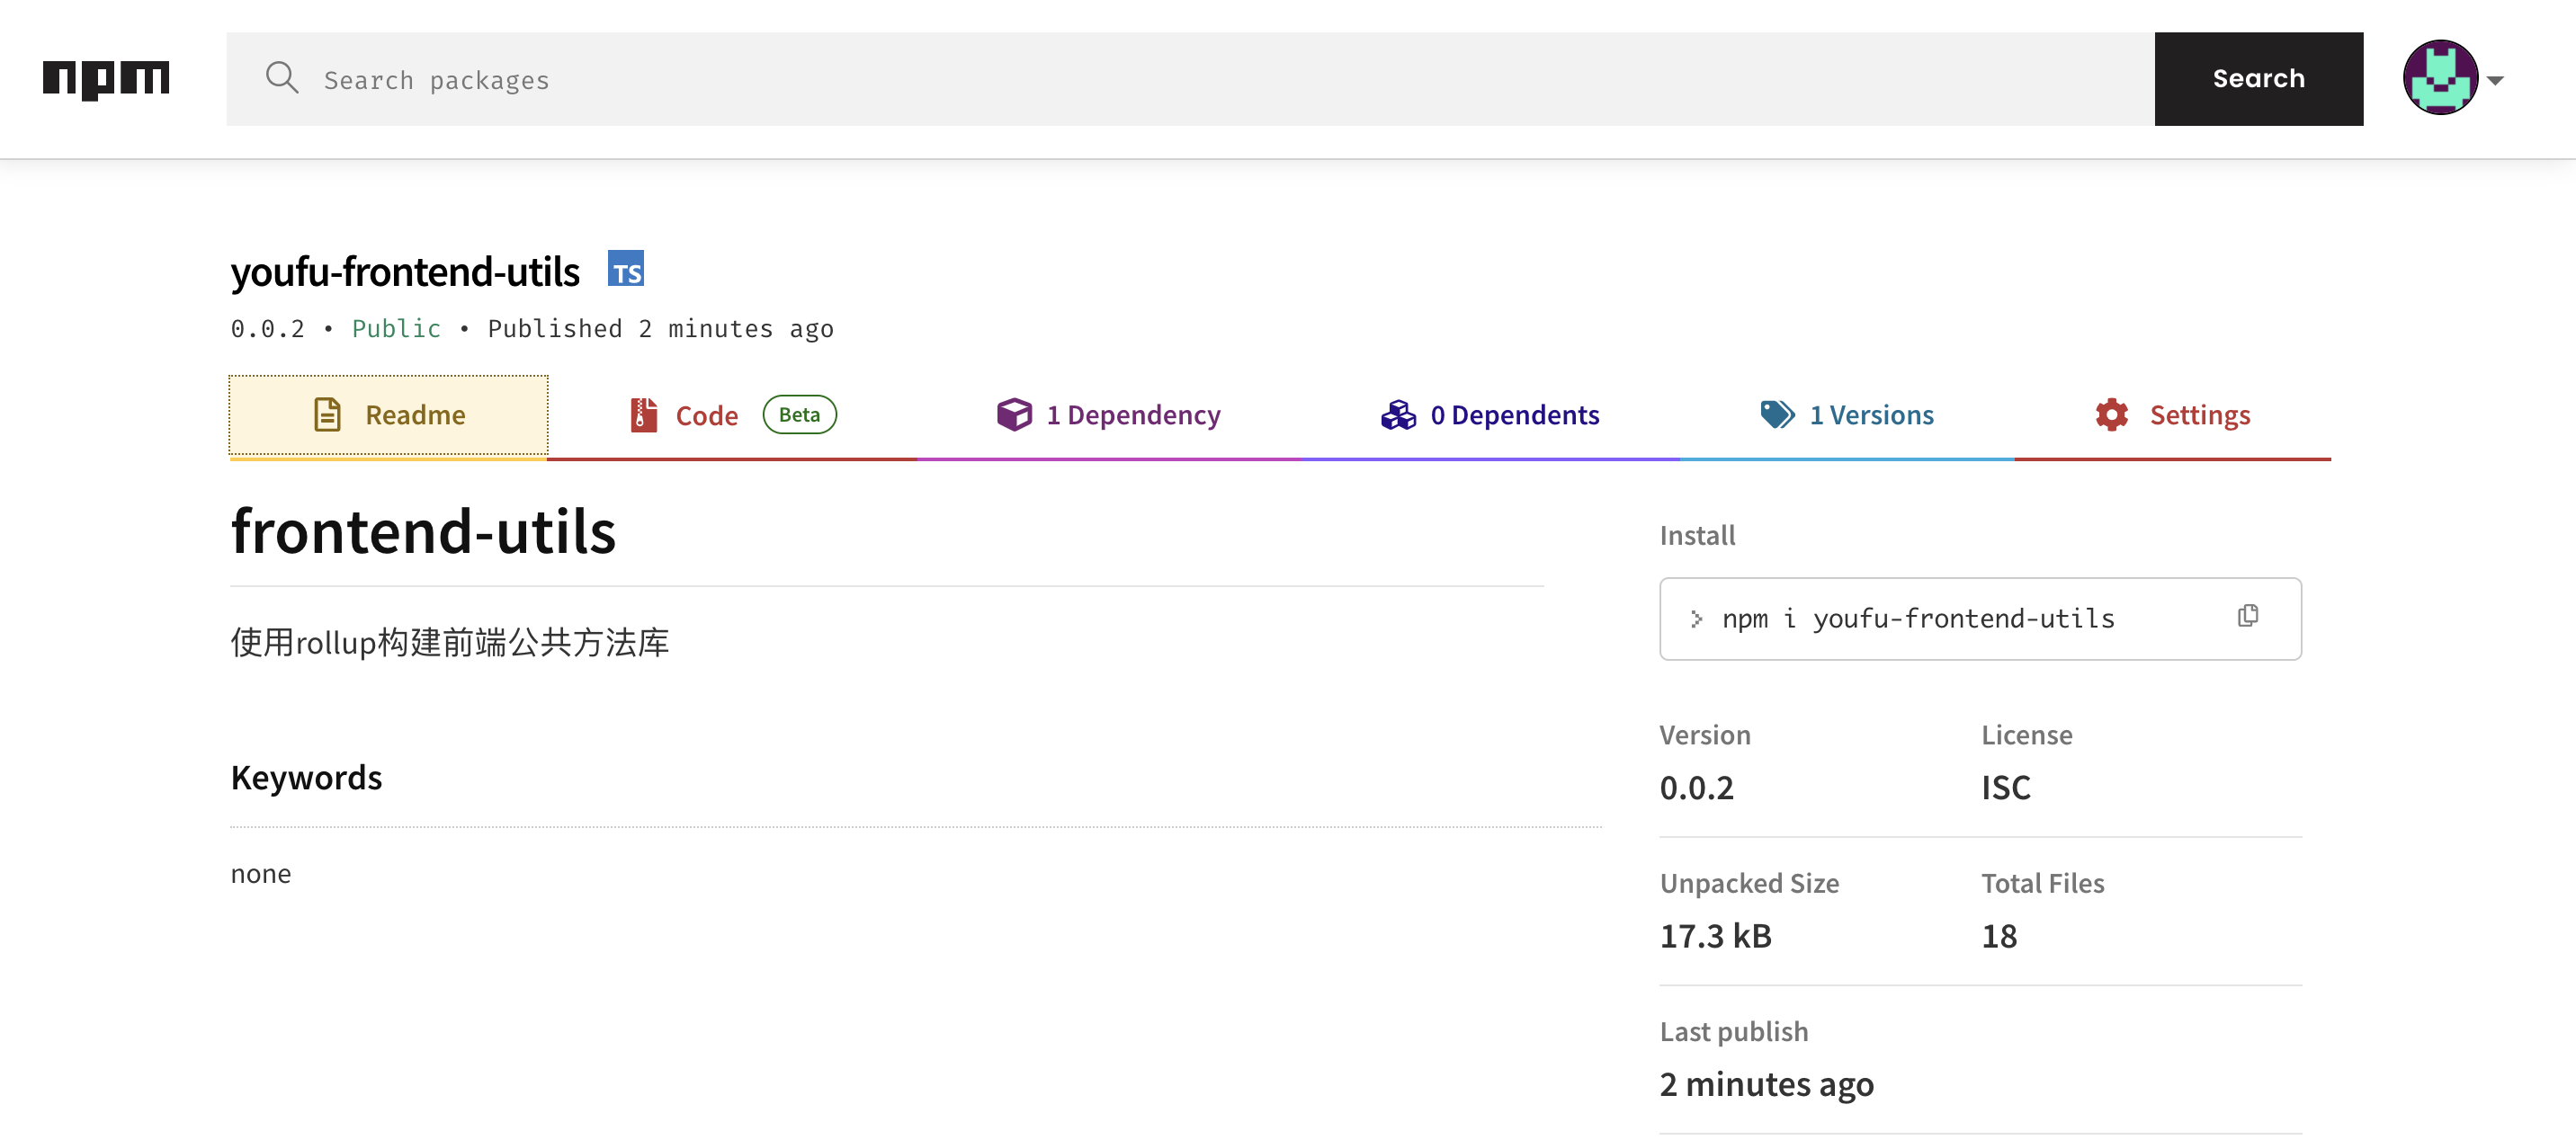 npm
Search packages
Search
youfu-frontend-utils TS
0.0.2 • Public • Published 2 minutes ago
Readme
Code Beta
1 Dependency
0 Dependents
1 Versions
Settings
frontend-utils
使用rollup构建前端公共方法库
Keywords
none
Install
npm i youfu-frontend-utils
Version
0.0.2
License
ISC
Unpacked Size
17.3 kB
Total Files
18
Last publish
2 minutes ago